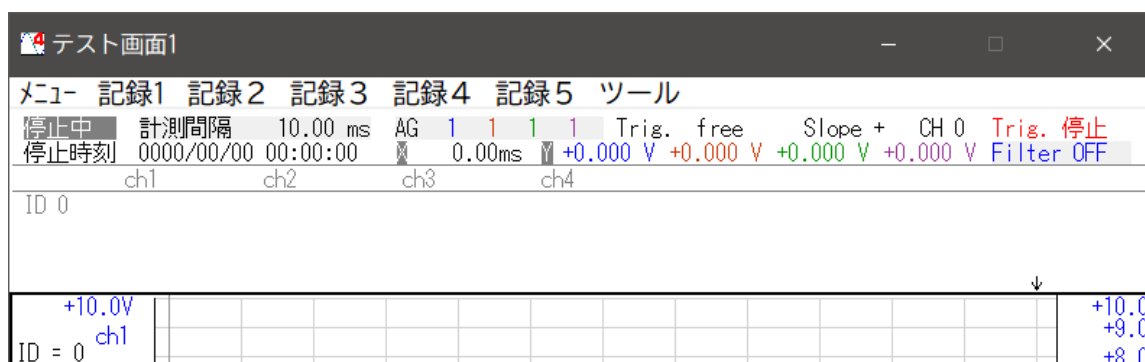 テスト画面1
ﾒﾆｭｰ 記録1 記録２ 記録３ 記録４ 記録５ ツール
停止中 計測間隔 10.00 ms AG 1 1 1 1 Trig. free Slope + CH 0 Trig. 停止
停止時刻 0000/00/00 00:00:00 X 0.00ms Y +0.000 V +0.000 V +0.000 V +0.000 V Filter OFF
ch1 ch2 ch3 ch4
ID 0
+10.0V +10.0
ch1 +9.0
ID = 0 +8.0